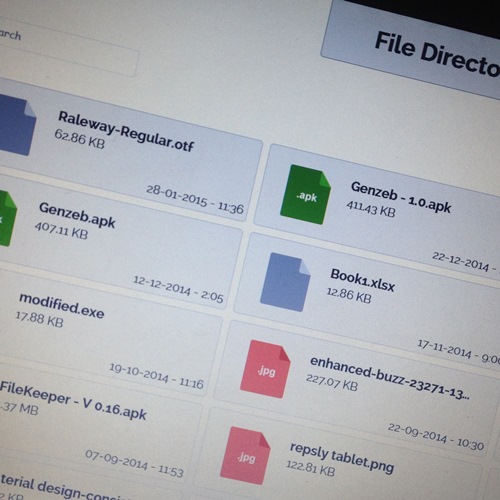 arch
File Directo
Raleway-Regular.otf
62.86 KB
28-01-2015 - 11:36
.apk
Genzeb - 1.0.apk
411.43 KB
22-12-2014 -
Genzeb.apk
407.11 KB
12-12-2014 - 2:05
Book1.xlsx
12.86 KB
17-11-2014 - 9:00
modified.exe
17.88 KB
19-10-2014 - 11:16
.jpg
enhanced-buzz-23271-13...
227.07 KB
22-09-2014 - 10:30
FileKeeper - V 0.16.apk
.37 MB
07-09-2014 - 11:53
.jpg
repsly tablet.png
122.81 KB
terial design-consi
KB